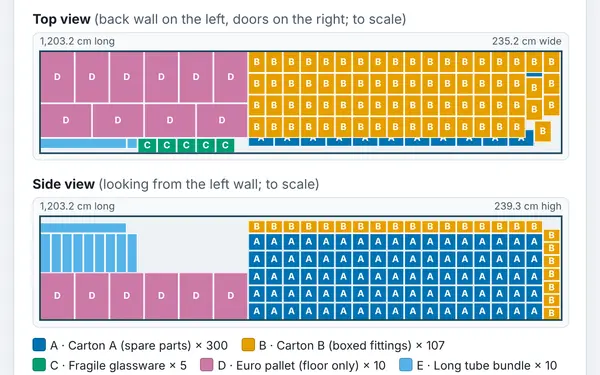 Top view (back wall on the left, doors on the right; to scale)
1,203.2 cm long 235.2 cm wide
D D D D D D B B B B B B B B B B B B B B B B B B
B B B B B B B B B B B B B B B B B
B B B B B B B B B B B B B B B B B B
D D D D B B B B B B B B B B B B B B B B B
C C C C C A A A A A A A A A A A
Side view (looking from the left wall; to scale)
1,203.2 cm long 239.3 cm high
B B B B B B B B B B B B B B B B B
A A A A A A A A A A A A A A A A A B
A A A A A A A A A A A A A A A A A B
D D D D D D A A A A A A A A A A A A A A A A A B
A A A A A A A A A A A A A A A A A B
A A A A A A A A A A A A A A A A A B
A · Carton A (spare parts) × 300 B · Carton B (boxed fittings) × 107
C · Fragile glassware × 5 D · Euro pallet (floor only) × 10 E · Long tube bundle × 10